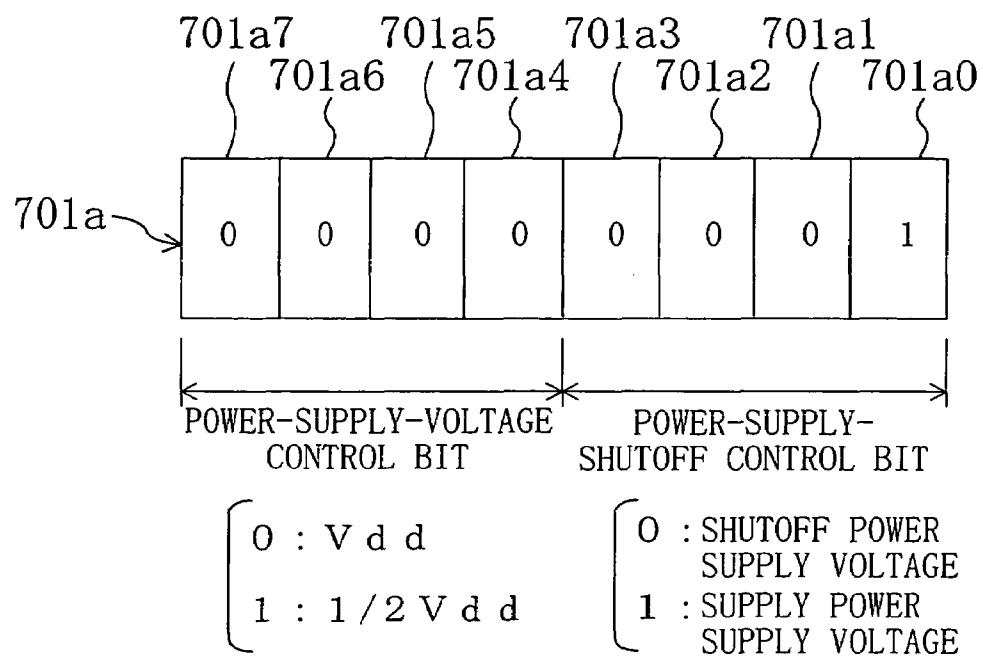 701a7 701a5 701a3 701a1
701a6 701a4 701a2 701a0
701a
0 0 0 0 0 0 0 1
POWER-SUPPLY-VOLTAGE
CONTROL BIT
POWER-SUPPLY-
SHUTOFF CONTROL BIT
0 : Vdd
1 : 1/2Vdd
0 : SHUTOFF POWER
SUPPLY VOLTAGE
1 : SUPPLY POWER
SUPPLY VOLTAGE